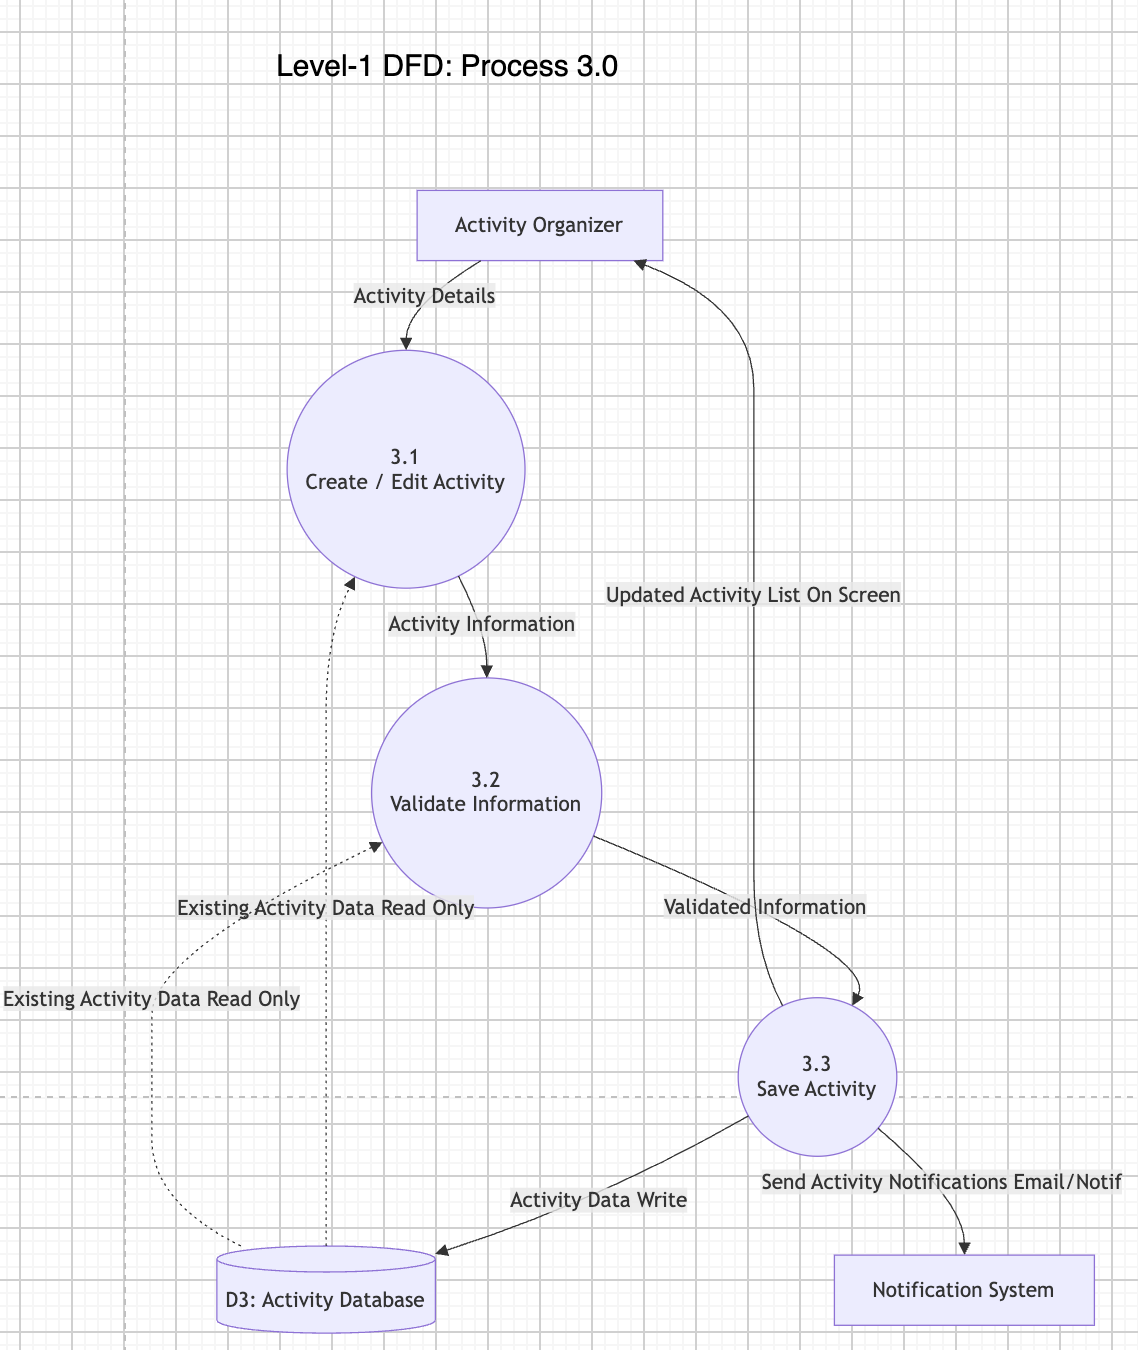 Level-1 DFD: Process 3.0
Activity Organizer
Activity Details
3.1
Create / Edit Activity
Updated Activity List On Screen
Activity Information
3.2
Validate Information
Existing Activity Data Read Only
Validated Information
Existing Activity Data Read Only
3.3
Save Activity
Send Activity Notifications Email/Notif
Activity Data Write
Notification System
D3: Activity Database